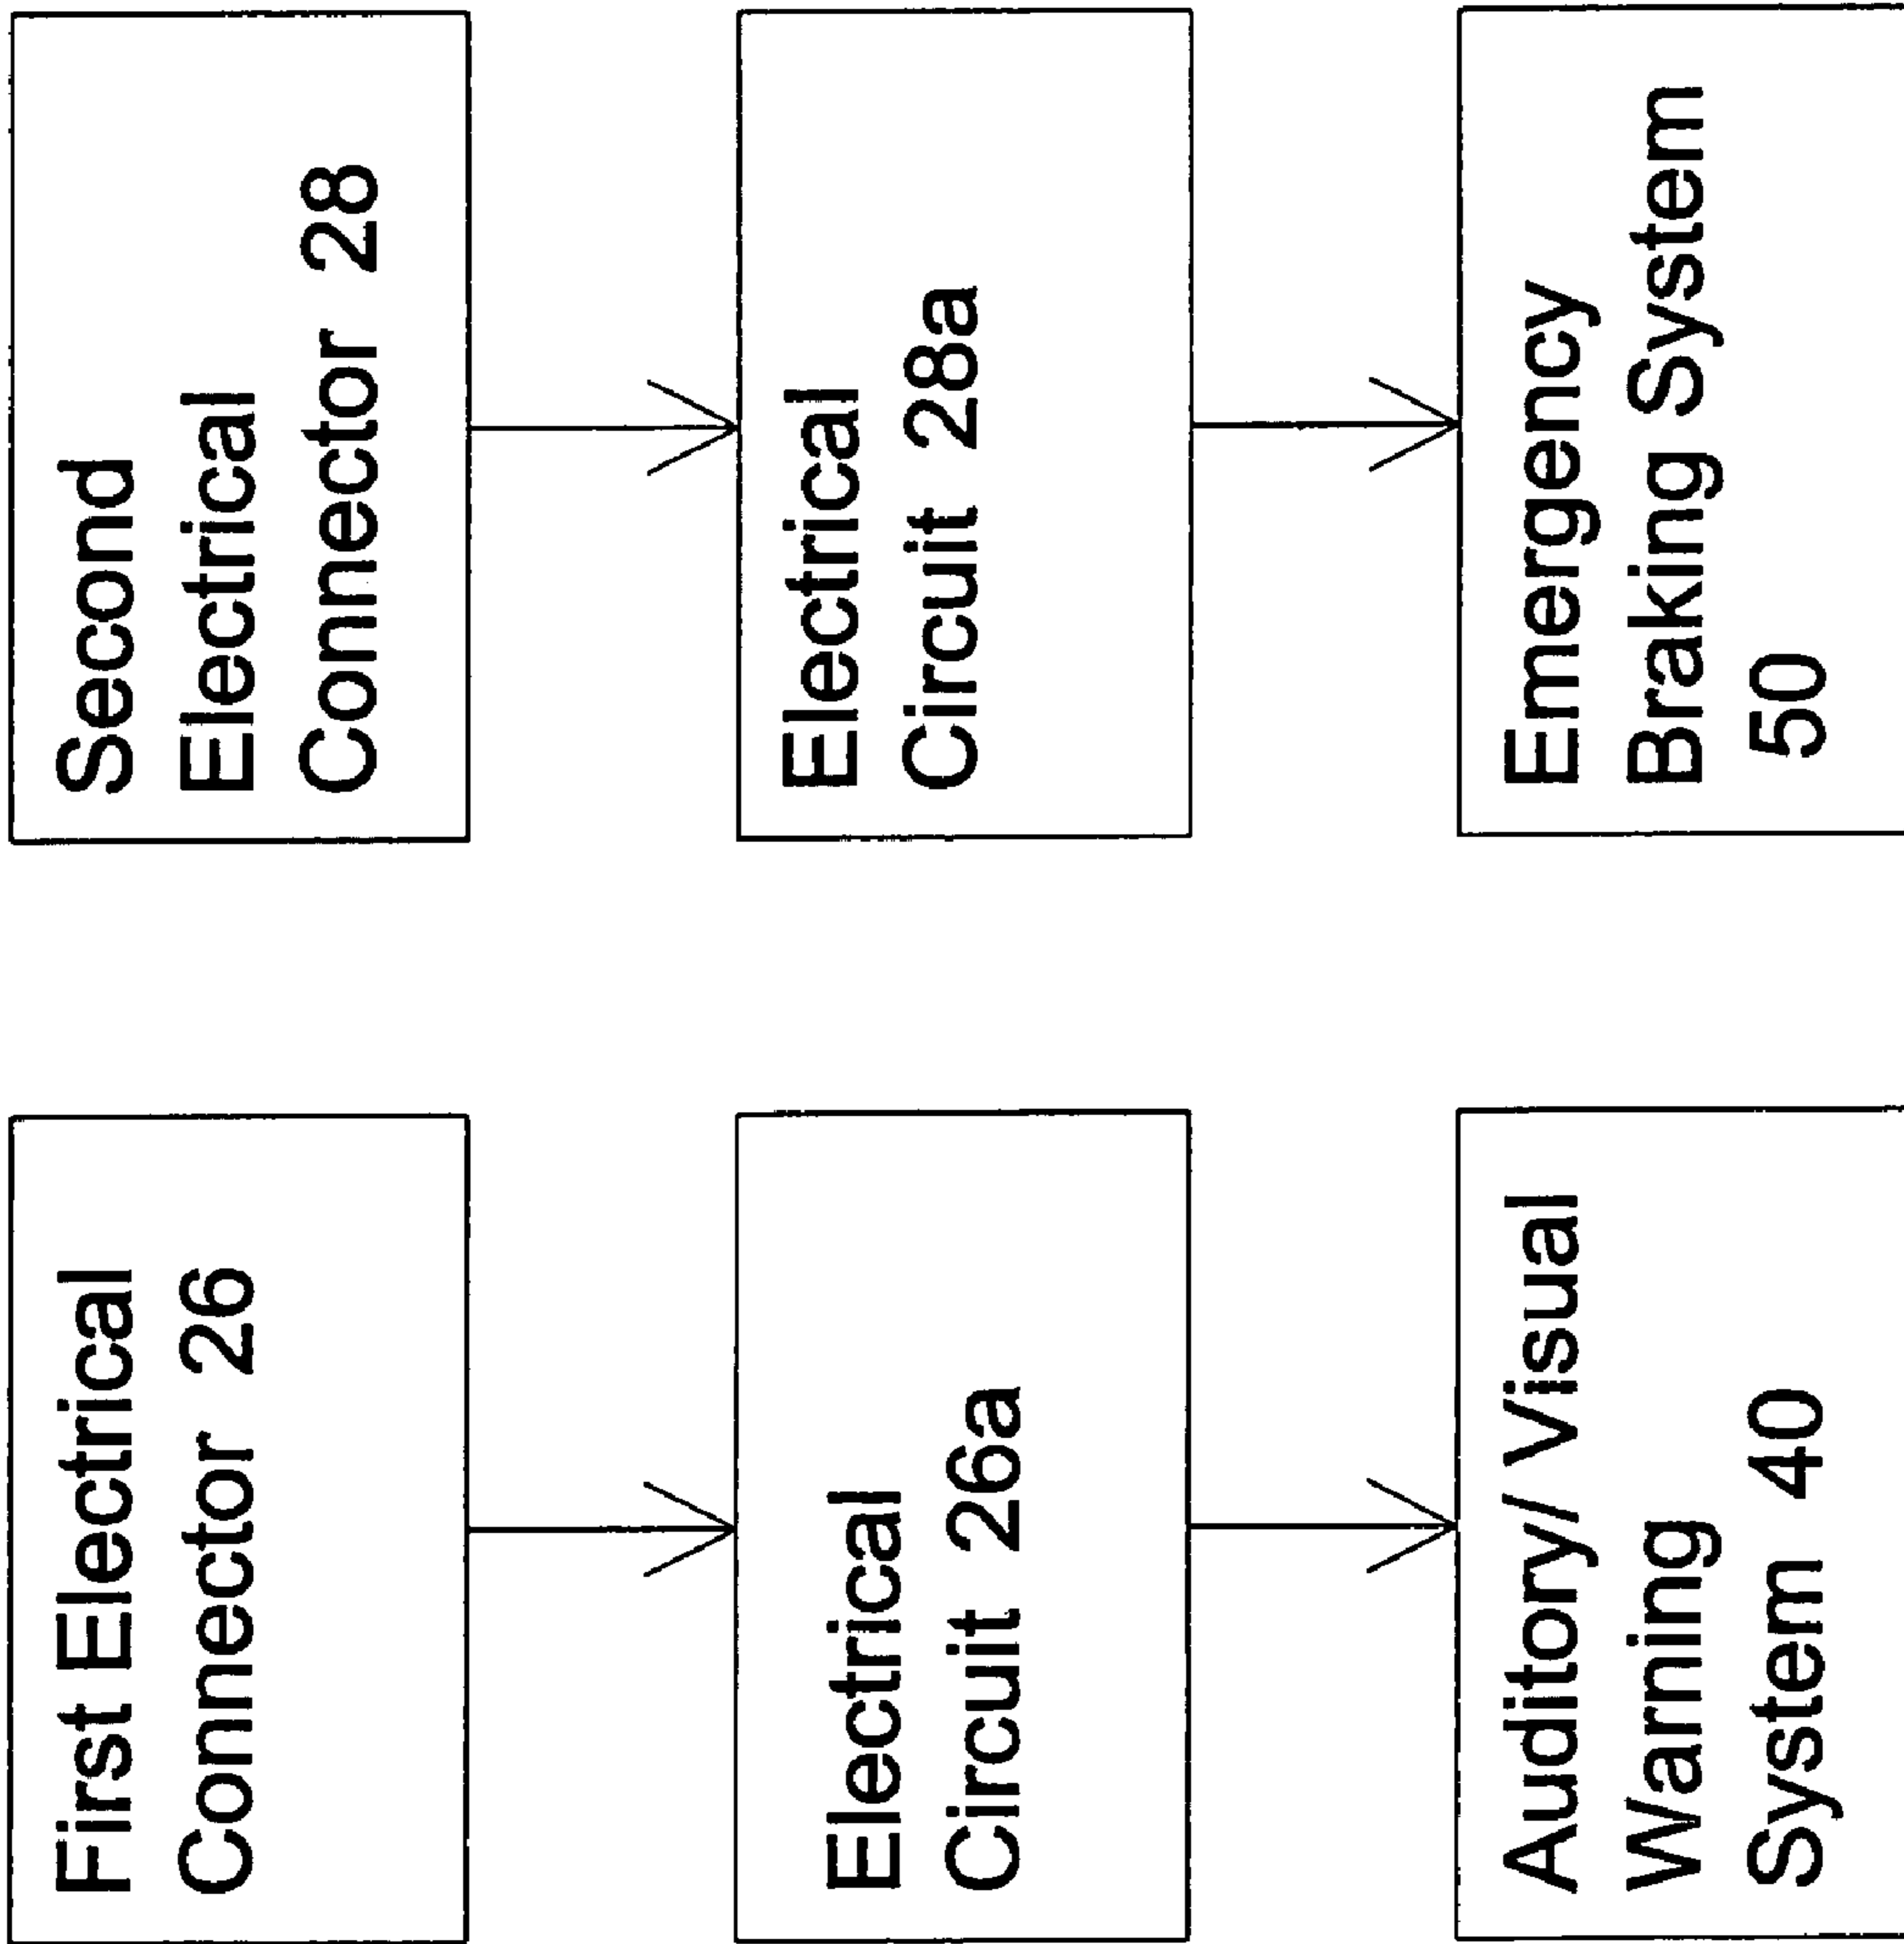 First Electrical
Connector 26
Electrical
Circuit 26a
Auditory/ Visual
Warning
System 40
Second
Electrical
Connector 28
Electrical
Circuit 28a
Emergency
Braking System
50